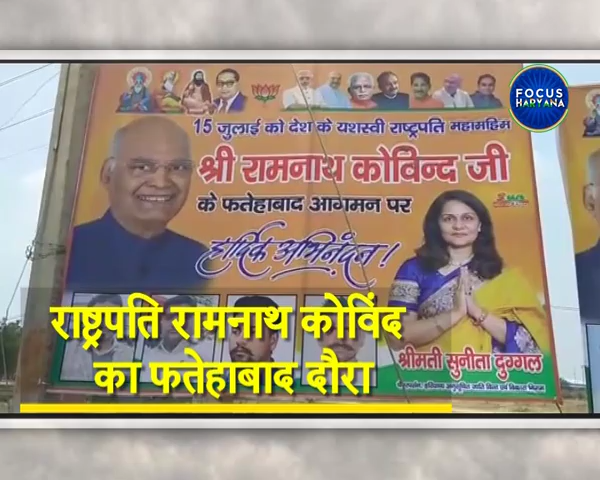 FOCUS
HARYANA
15 जुलाई को देश के यशस्वी राष्ट्रपति महामहिम
श्री रामनाथ कोविन्द जी
के फतेहाबाद आगमन पर
हार्दिक अभिनंदन!
राष्ट्रपति रामनाथ कोविंद
का फतेहाबाद दौरा
श्रीमती सुनीता दुग्गल